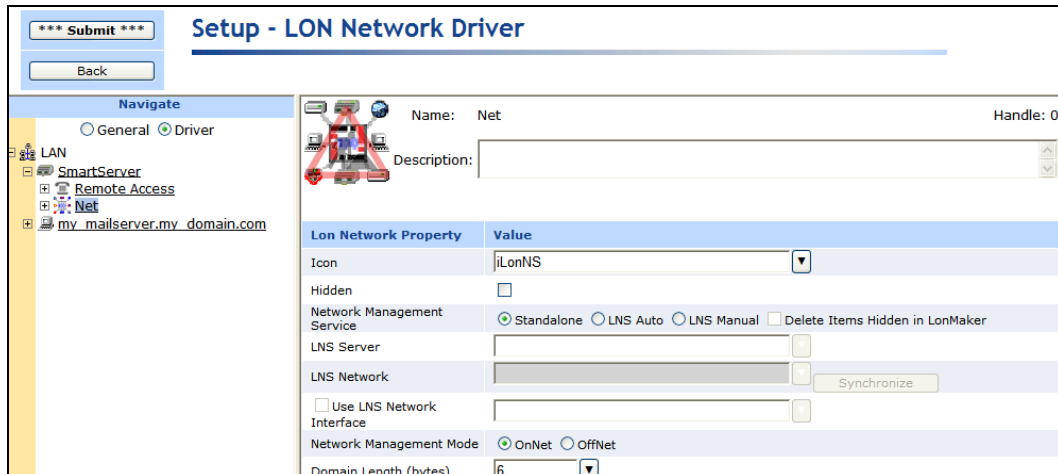 *** Submit ***
Back
Setup - LON Network Driver
Navigate
General Driver
LAN
SmartServer
Remote Access
Net
my_mailserver.my_domain.com
Name: Net Handle: 0
Description:
Lon Network Property Value
Icon iLonNS
Hidden
Network Management
Service Standalone LNS Auto LNS Manual Delete Items Hidden in LonMaker
LNS Server
LNS Network Synchronize
Use LNS Network
Interface
Network Management Mode OnNet OffNet
Domain Length (bytes) 6